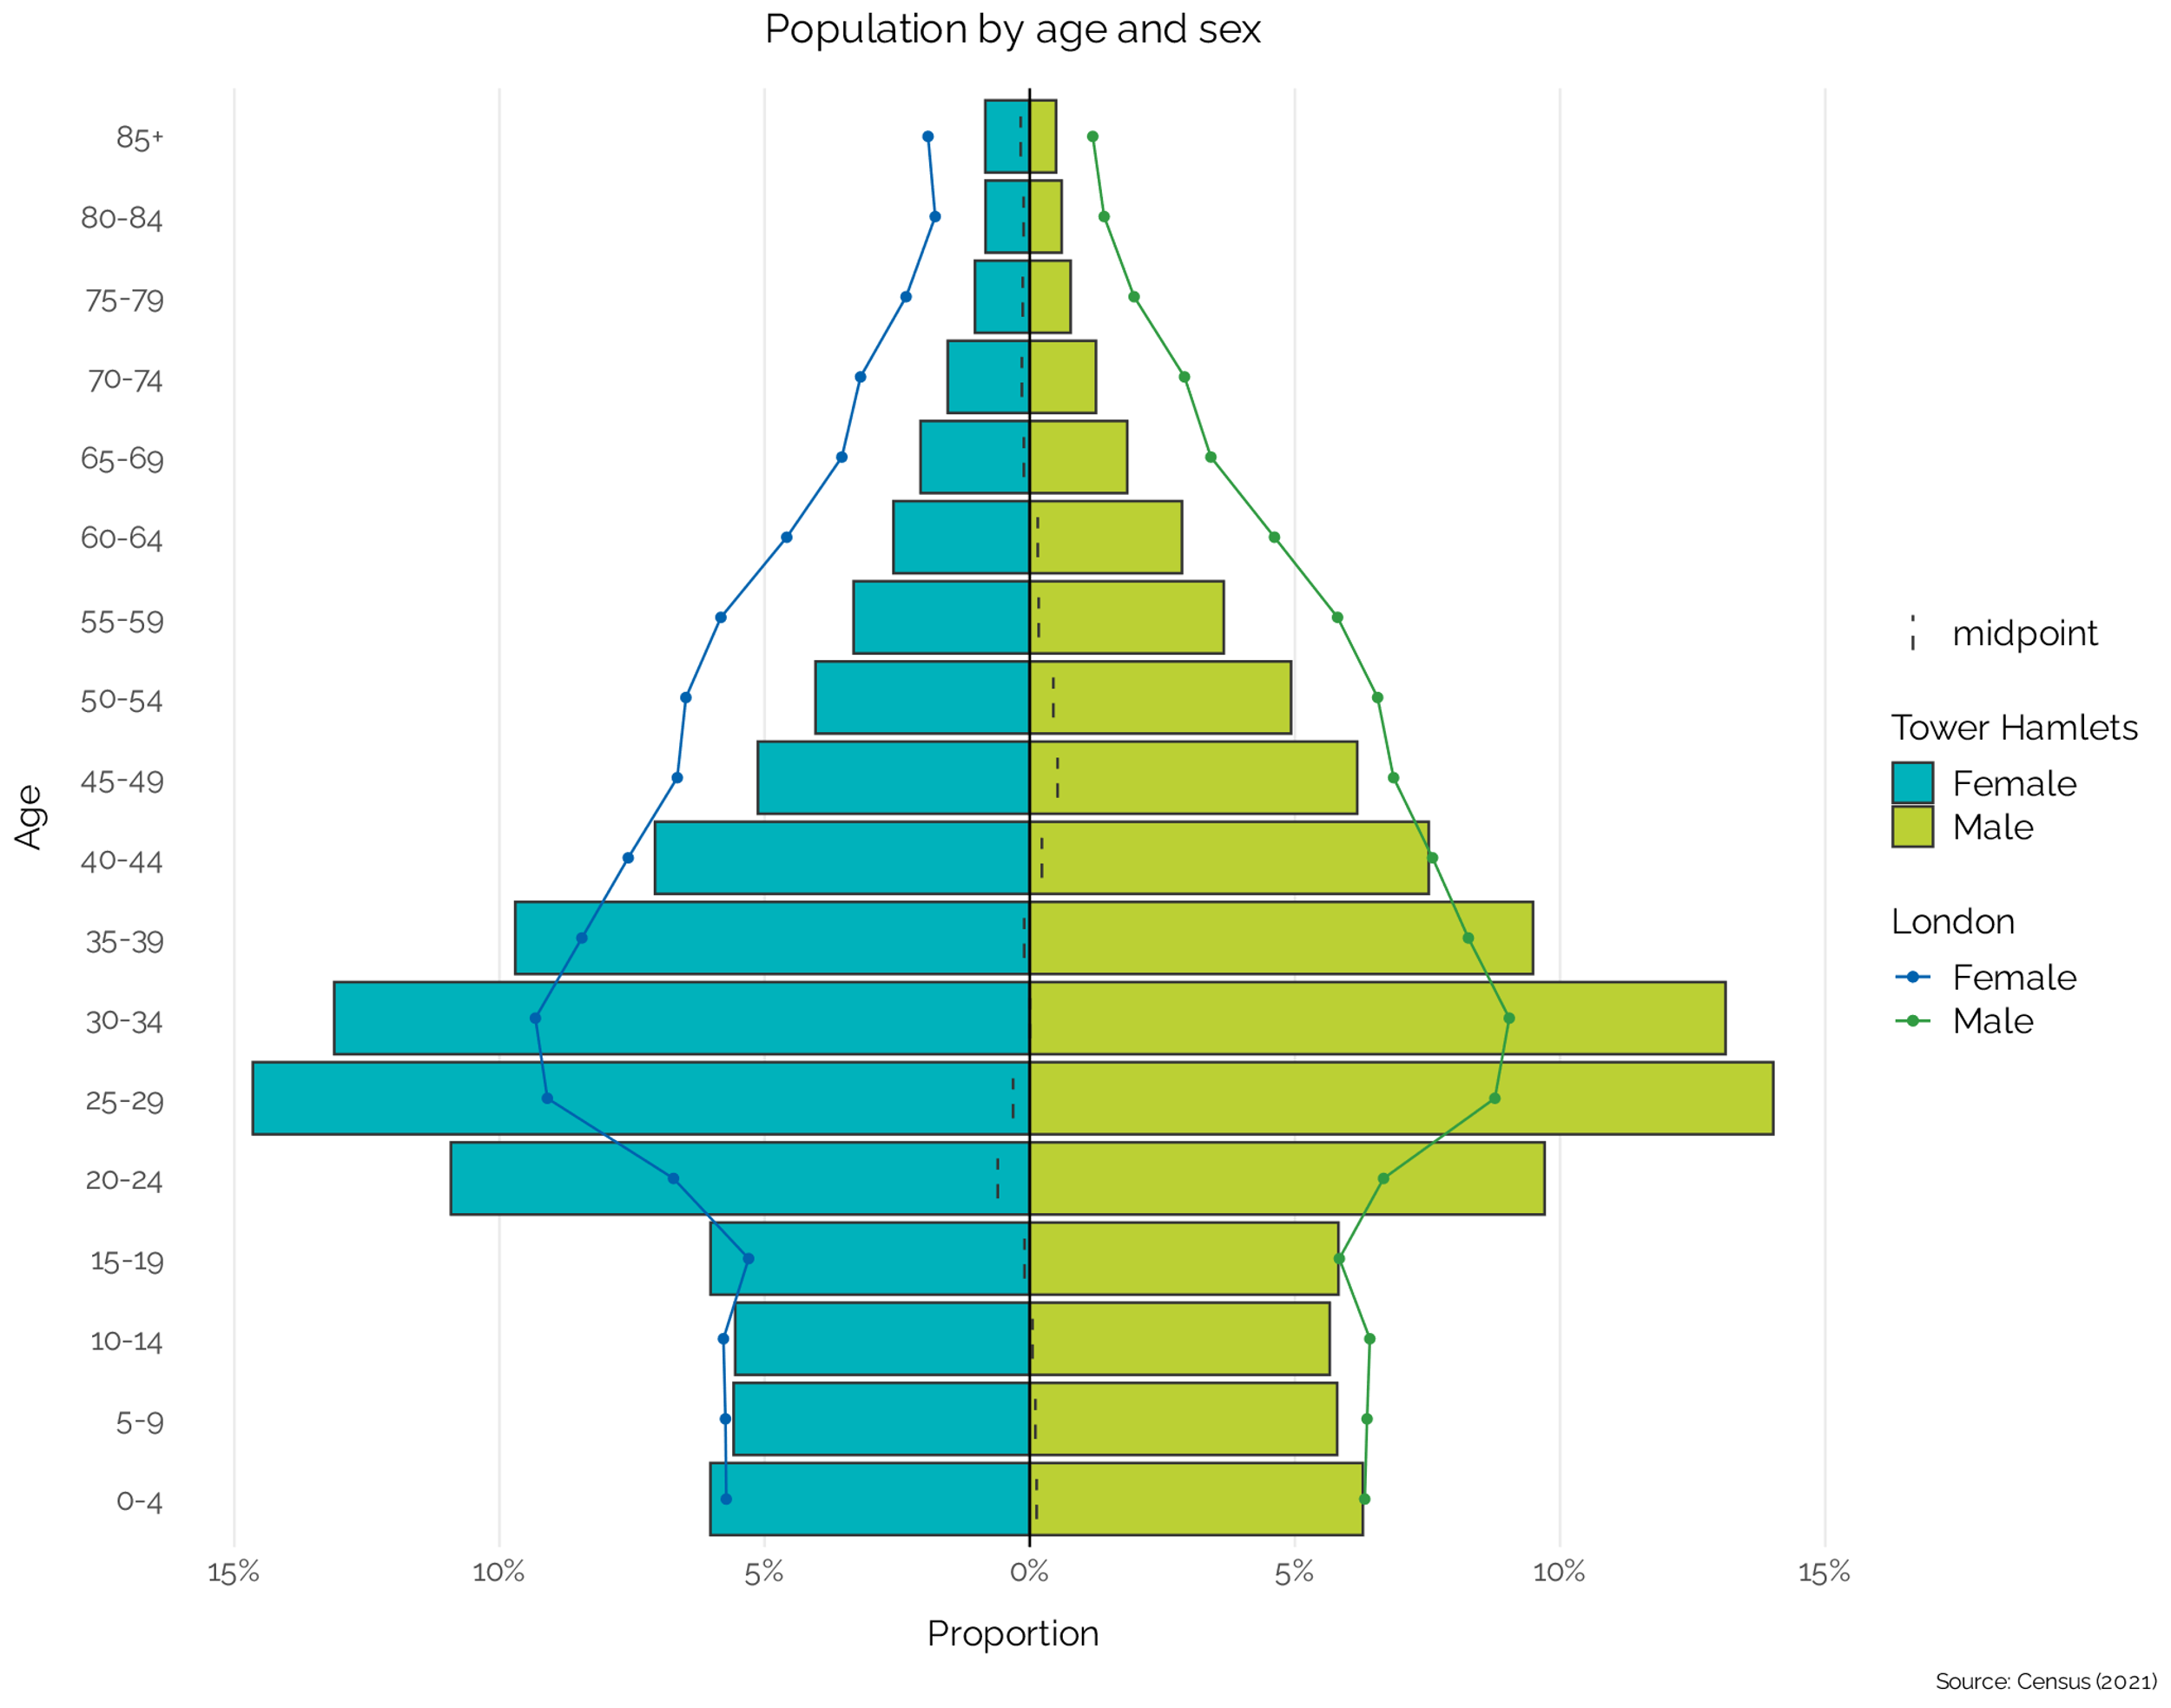 Population by age and sex
85+
80-84
75-79
70-74
65-69
60-64
55-59
50-54
45-49
40-44
35-39
30-34
25-29
20-24
15-19
10-14
5-9
0-4
Age
15% 10% 5% 0% 5% 10% 15%
Proportion
midpoint
Tower Hamlets
Female
Male
London
Female
Male
Source: Census (2021)